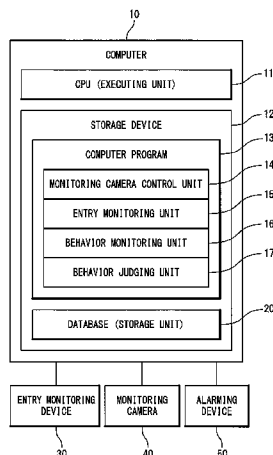 10
COMPUTER
CPU (EXECUTING UNIT)
11
STORAGE DEVICE
12
COMPUTER PROGRAM
13
MONITORING CAMERA CONTROL UNIT
14
ENTRY MONITORING UNIT
15
BEHAVIOR MONITORING UNIT
16
BEHAVIOR JUDGING UNIT
17
DATABASE (STORAGE UNIT)
20
ENTRY MONITORING DEVICE
MONITORING CAMERA
ALARMING DEVICE
30
40